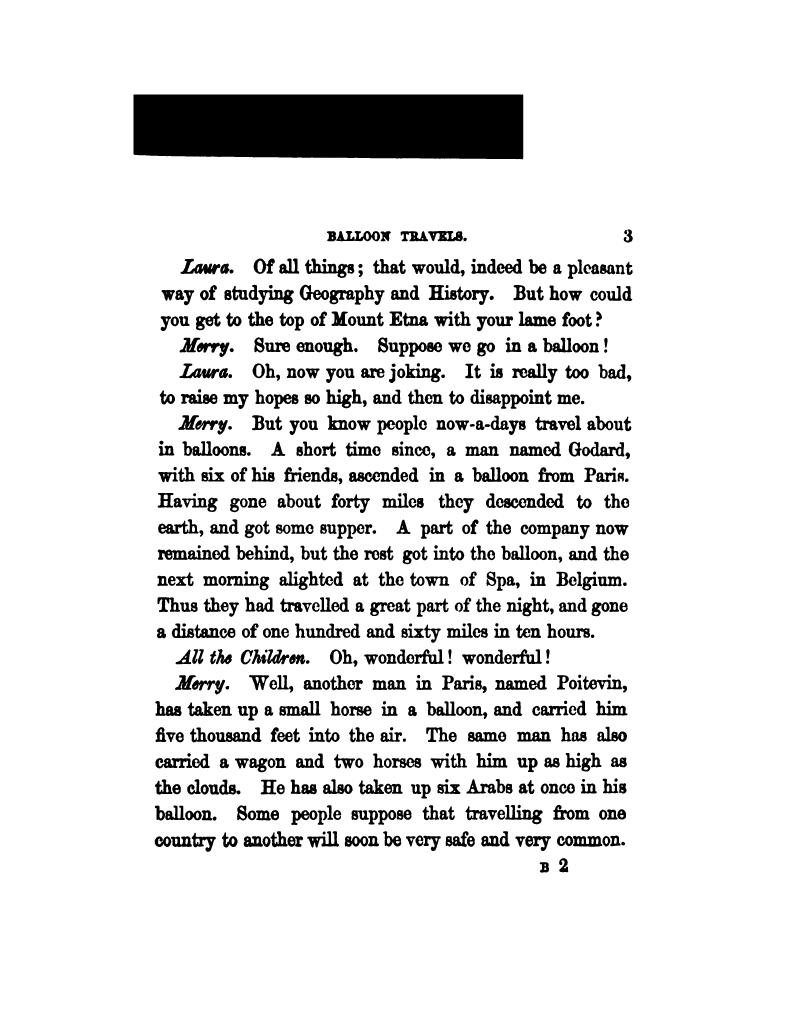 BALLOON TRAVELS. 3
Laura. Of all things; that would, indeed be a pleasant
way of studying Geography and History. But how could
you get to the top of Mount Etna with your lame foot?
Merry. Sure enough. Suppose we go in a balloon!
Laura. Oh, now you are joking. It is really too bad,
to raise my hopes so high, and then to disappoint me.
Merry. But you know people now-a-days travel about
in balloons. A short time since, a man named Godard,
with six of his friends, ascended in a balloon from Paris.
Having gone about forty miles they descended to the
earth, and got some supper. A part of the company now
remained behind, but the rest got into the balloon, and the
next morning alighted at the town of Spa, in Belgium.
Thus they had travelled a great part of the night, and gone
a distance of one hundred and sixty miles in ten hours.
All the Children. Oh, wonderful! wonderful!
Merry. Well, another man in Paris, named Poitevin,
has taken up a small horse in a balloon, and carried him
five thousand feet into the air. The same man has also
carried a wagon and two horses with him up as high as
the clouds. He has also taken up six Arabs at once in his
balloon. Some people suppose that travelling from one
country to another will soon be very safe and very common.
B 2